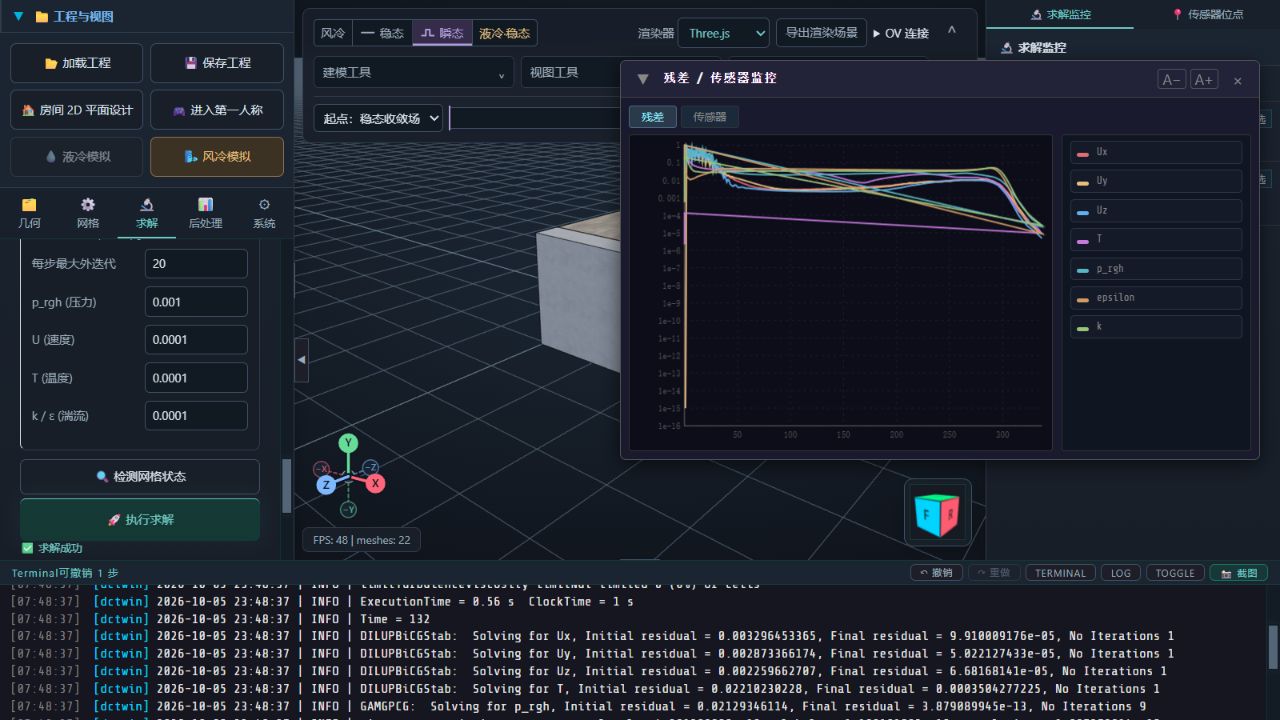 ▼ 📁 工程与视图
📂 加载工程
💾 保存工程
🏠 房间 2D 平面设计
🎮 进入第一人称
💧 液冷模拟
风冷模拟
几何
网格
求解
后处理
系统
每步最大外迭代
20
p_rgh (压力)
0.001
U (速度)
0.0001
T (温度)
0.0001
k / ε (湍流)
0.0001
🔍 检测网格状态
🚀 执行求解
✅ 求解成功
风冷
稳态
瞬态
液冷·稳态
渲染器
Three.js
导出渲染场景
▶ OV 连接
^
建模工具
视图工具
起点: 稳态收敛场
◀
Y
-X
-Z
Z
X
-Y
FPS: 48 | meshes: 22
F
R
▼ 残差 / 传感器监控
A−
A+
×
残差
传感器
1
0.1
0.01
0.001
1e-4
1e-5
1e-6
1e-7
1e-8
1e-9
1e-10
1e-11
1e-12
1e-13
1e-14
1e-15
1e-16
50
100
150
200
250
300
Ux
Uy
Uz
T
p_rgh
epsilon
k
🔬 求解监控
📍 传感器位点
🔬 求解监控
选
选
Terminal可撤销 1 步
↶ 撤销
↷ 重做
TERMINAL
LOG
TOGGLE
📷 截图
[07:48:37] [dctwin] 2026-10-05 23:48:37 | INFO | ExecutionTime = 0.56 s  ClockTime = 1 s
[07:48:37] [dctwin] 2026-10-05 23:48:37 | INFO | Time = 132
[07:48:37] [dctwin] 2026-10-05 23:48:37 | INFO | DILUPBiCGStab:  Solving for Ux, Initial residual = 0.003296453365, Final residual = 9.910009176e-05, No Iterations 1
[07:48:37] [dctwin] 2026-10-05 23:48:37 | INFO | DILUPBiCGStab:  Solving for Uy, Initial residual = 0.002873366174, Final residual = 5.022127433e-05, No Iterations 1
[07:48:37] [dctwin] 2026-10-05 23:48:37 | INFO | DILUPBiCGStab:  Solving for Uz, Initial residual = 0.002259662707, Final residual = 6.68168141e-05, No Iterations 1
[07:48:37] [dctwin] 2026-10-05 23:48:37 | INFO | DILUPBiCGStab:  Solving for T, Initial residual = 0.02210230228, Final residual = 0.0003504277225, No Iterations 1
[07:48:37] [dctwin] 2026-10-05 23:48:37 | INFO | GAMGPCG:  Solving for p_rgh, Initial residual = 0.02129346114, Final residual = 3.879089945e-13, No Iterations 9